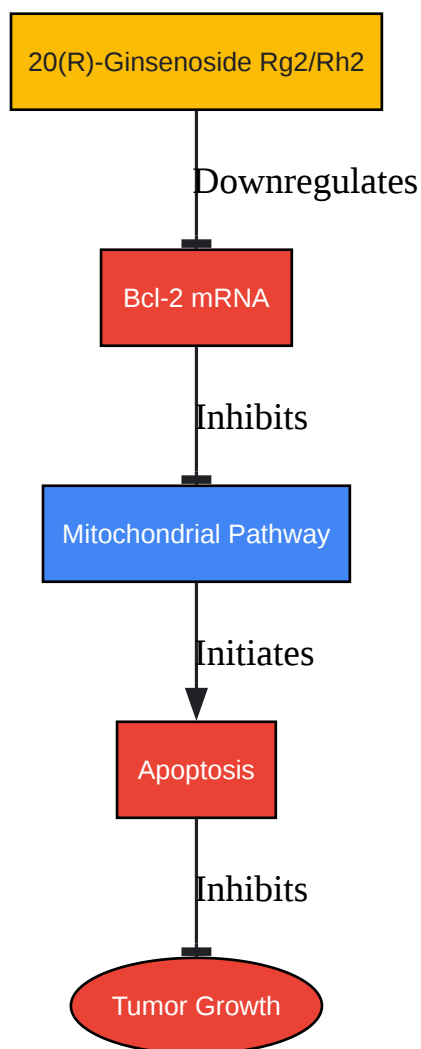 20(R)-Ginsenoside Rg2/Rh2
Downregulates
Bcl-2 mRNA
Inhibits
Mitochondrial Pathway
Initiates
Apoptosis
Inhibits
Tumor Growth